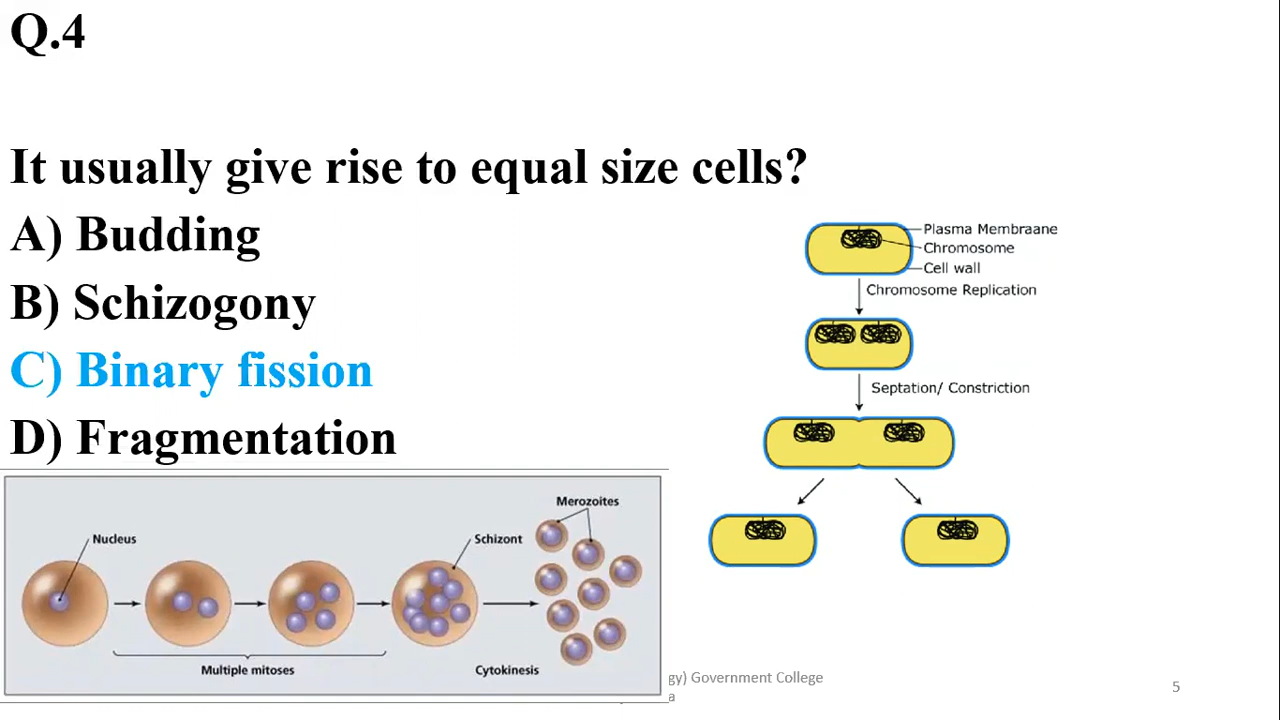 Q.4
It usually give rise to equal size cells?
A) Budding
B) Schizogony
C) Binary fission
D) Fragmentation
Plasma Membraane
Chromosome
Cell wall
Chromosome Replication
Septation/ Constriction
Merozoites
Nucleus
Schizont
Multiple mitoses
Cytokinesis
gy) Government College
a
5